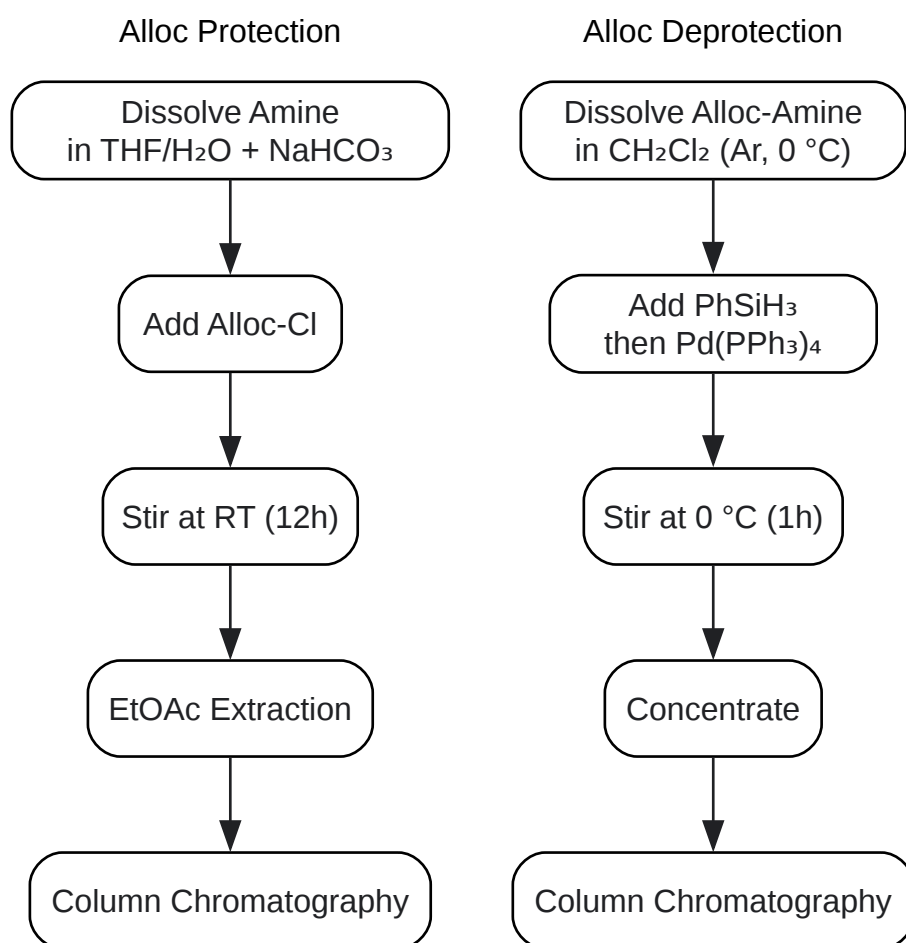 Alloc Protection
Dissolve Amine
in THF/H₂O + NaHCO₃
Add Alloc-Cl
Stir at RT (12h)
EtOAc Extraction
Column Chromatography
Alloc Deprotection
Dissolve Alloc-Amine
in CH₂Cl₂ (Ar, 0 °C)
Add PhSiH₃
then Pd(PPh₃)₄
Stir at 0 °C (1h)
Concentrate
Column Chromatography